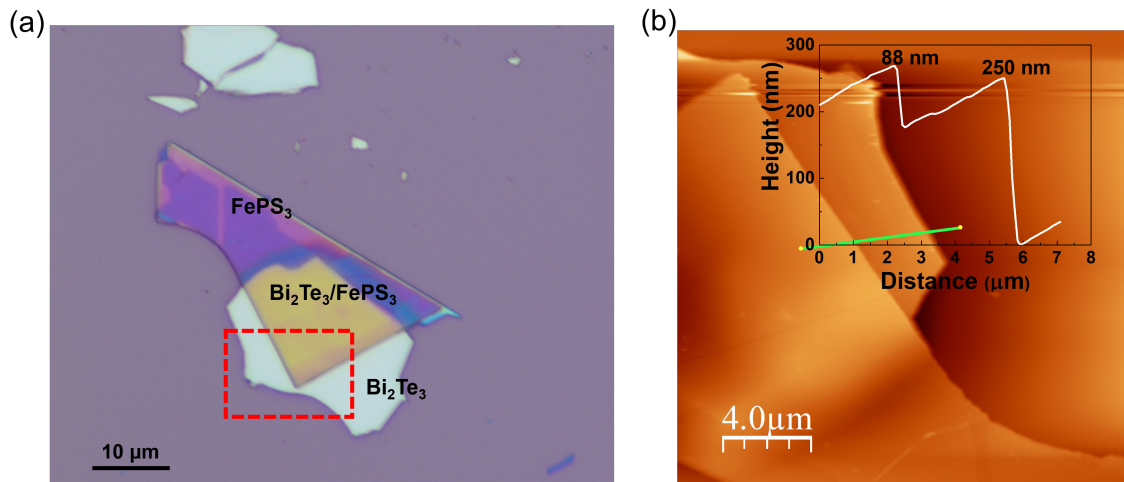 (a)
FePS₃
Bi₂Te₃/FePS₃
Bi₂Te₃
10 μm
(b)
300
200
100
0
Height (nm)
88 nm
250 nm
0 1 2 3 4 5 6 7 8
Distance (μm)
4.0μm